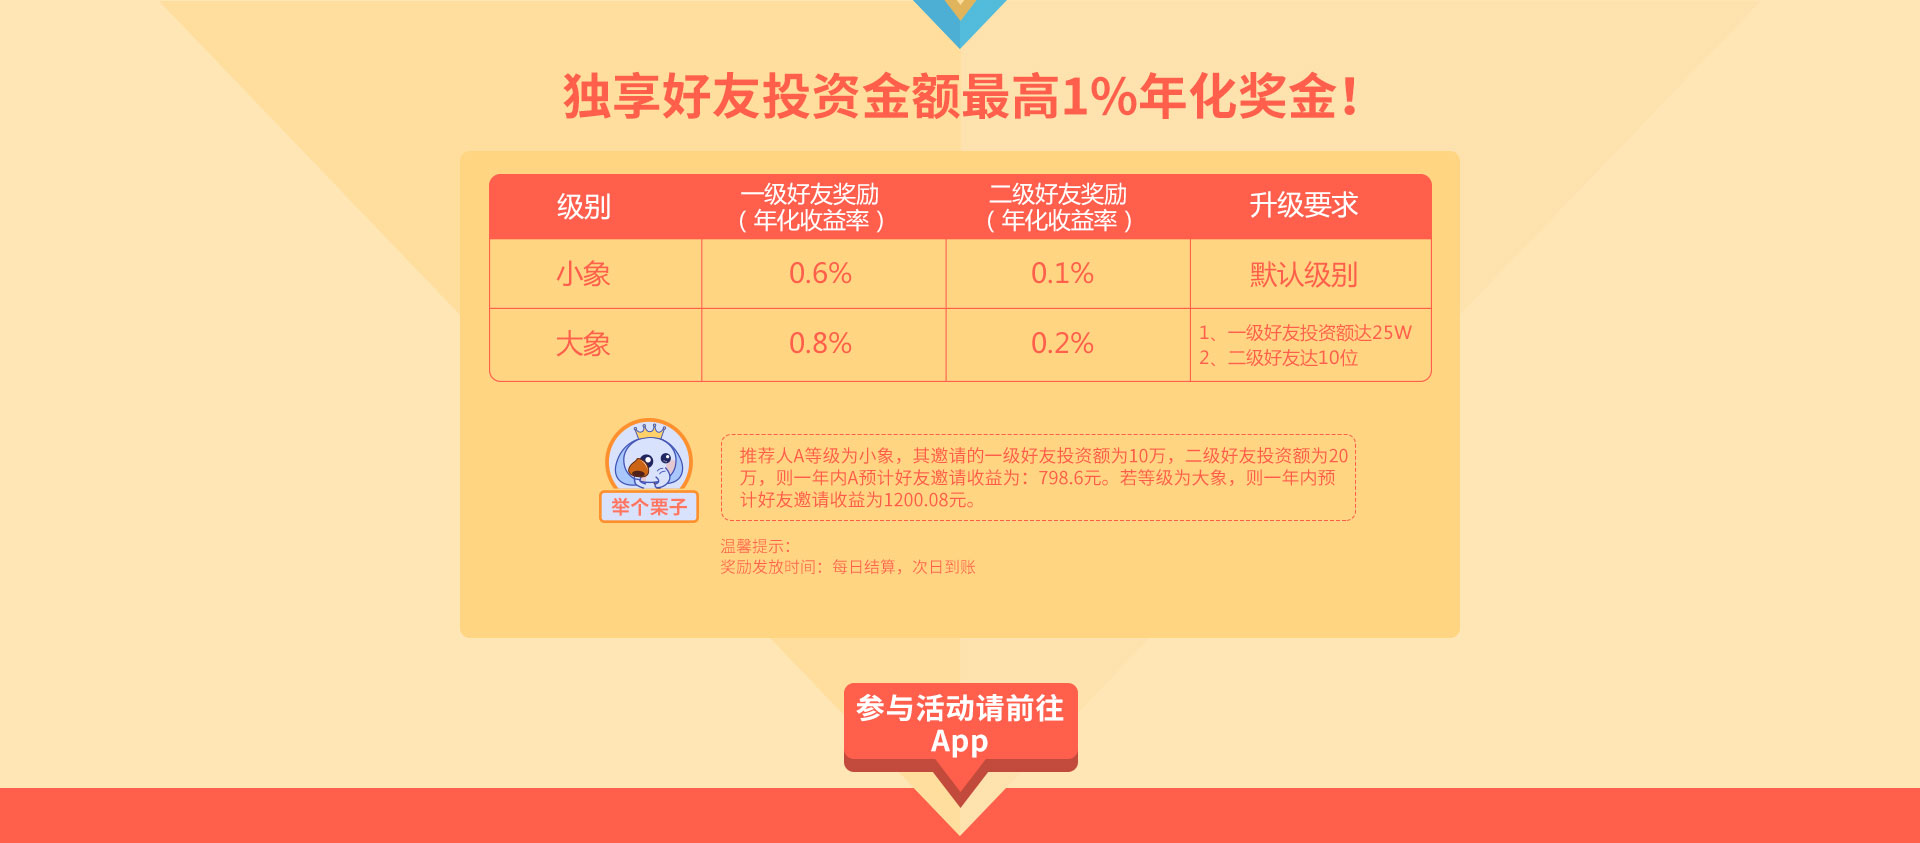 独享好友投资金额最高1%年化奖金!
级别
一级好友奖励
(年化收益率)
二级好友奖励
(年化收益率)
升级要求
小象
0.6%
0.1%
默认级别
大象
0.8%
0.2%
1、一级好友投资额达25W
2、二级好友达10位
举个栗子
推荐人A等级为小象，其邀请的一级好友投资额为10万，二级好友投资额为20
万，则一年内A预计好友邀请收益为：798.6元。若等级为大象，则一年内预
计好友邀请收益为1200.08元。
温馨提示：
奖励发放时间：每日结算，次日到账
参与活动请前往
App